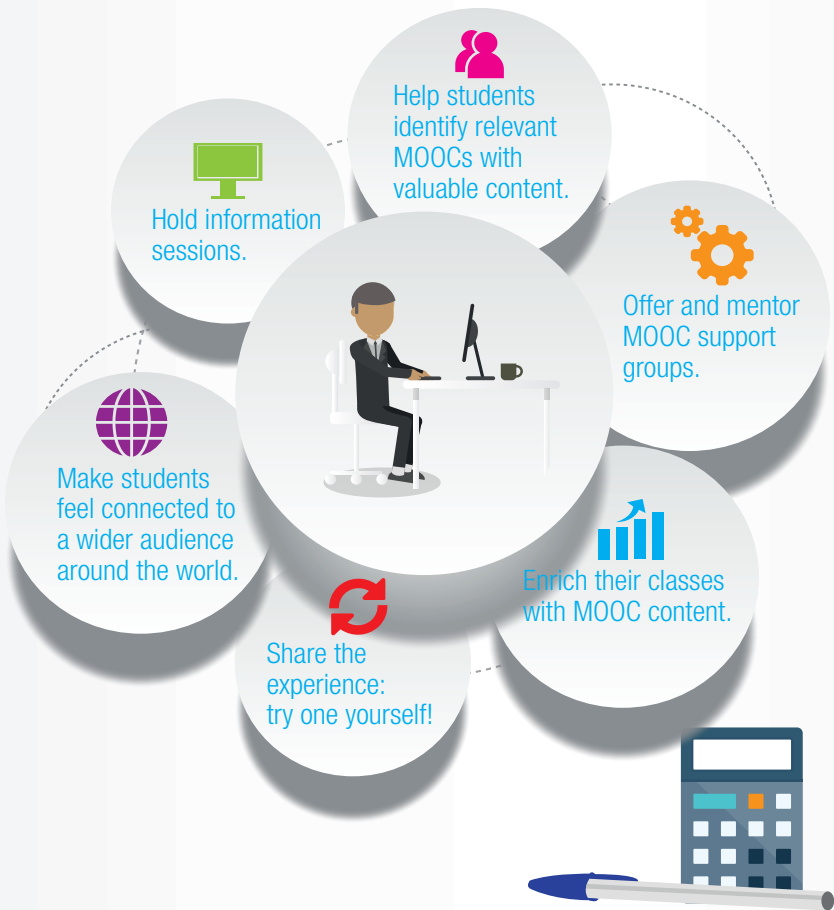 Help students
identify relevant
MOOCs with
valuable content.
Hold information
sessions.
Offer and mentor
MOOC support
groups.
Make students
feel connected to
a wider audience
around the world.
Enrich their classes
with MOOC content.
Share the
experience:
try one yourself!